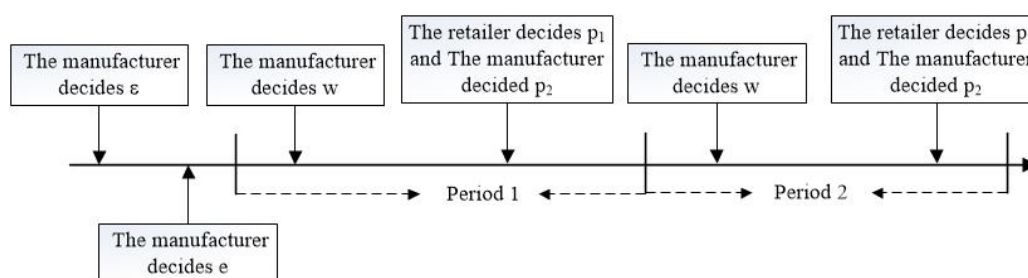 The manufacturer
decides ε
The manufacturer
decides w
The retailer decides p₁
and The manufacturer
decided p₂
The manufacturer
decides w
The retailer decides p
and The manufacturer
decided p₂
Period 1
Period 2
The manufacturer
decides e